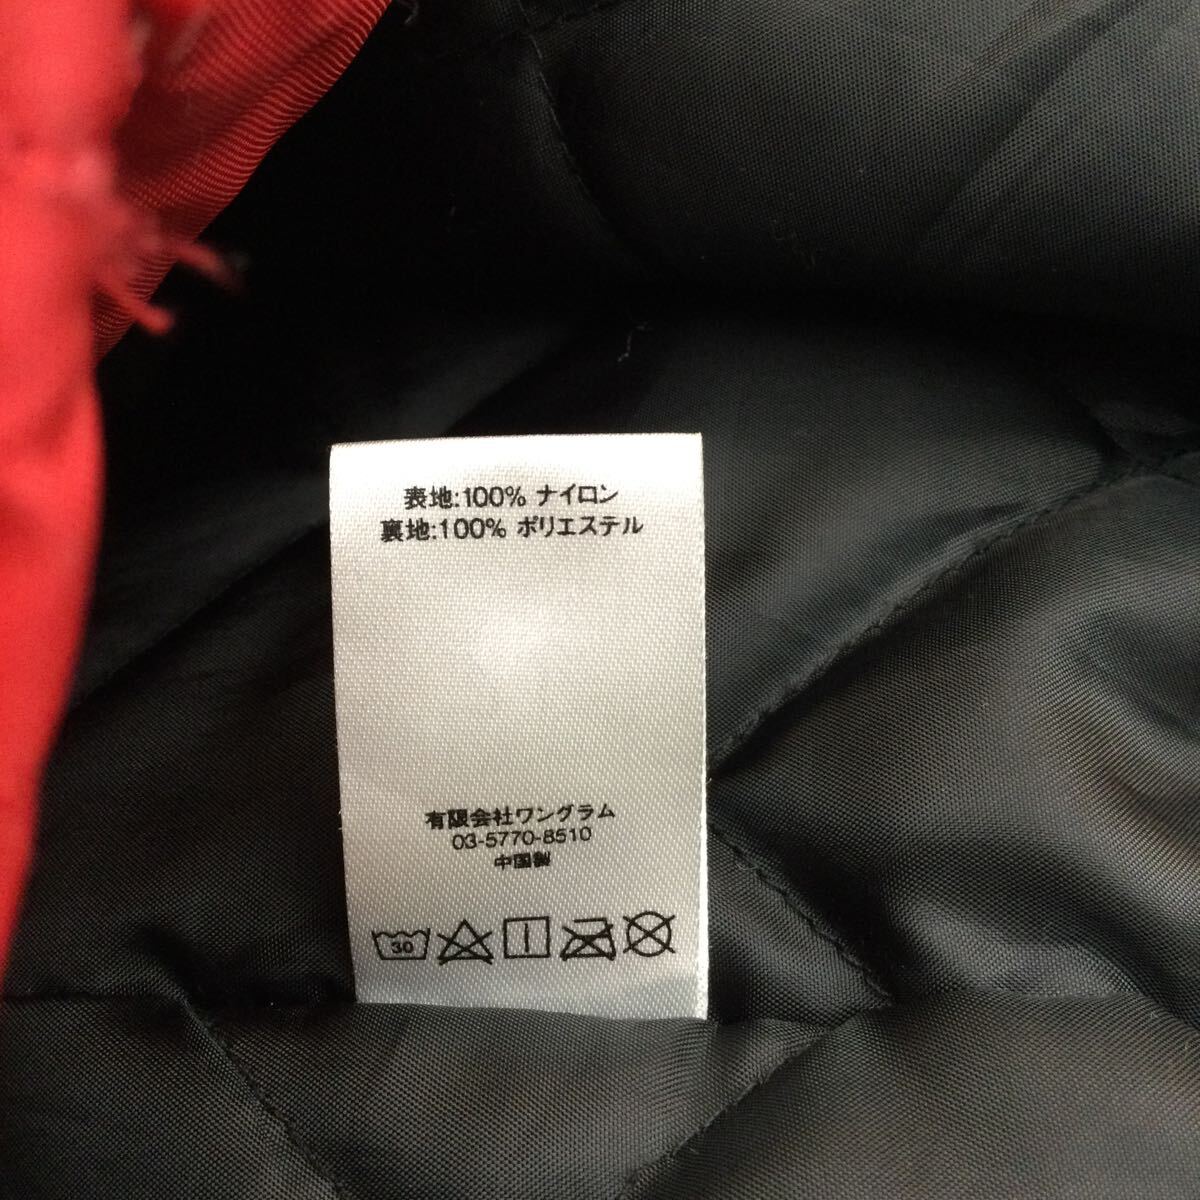 表地:100% ナイロン
裏地:100% ポリエステル
有限会社ワングラム
03-5770-8510
中国製
30